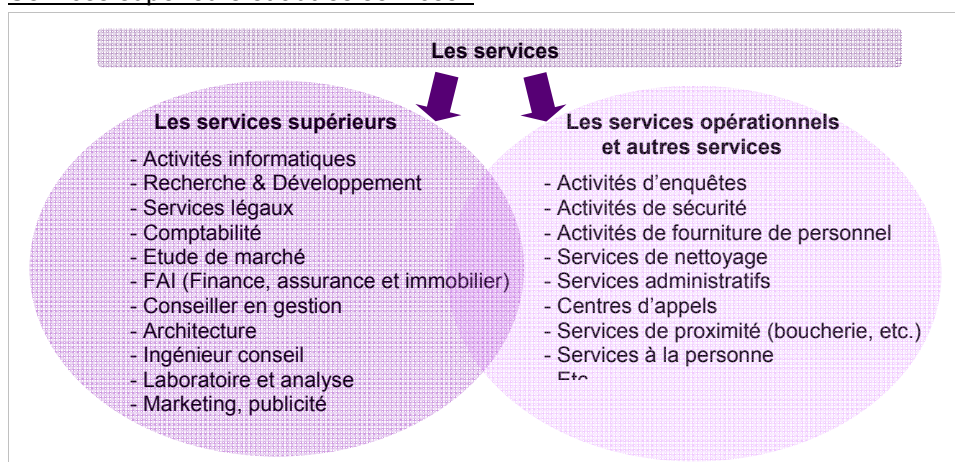 Les services
Les services supérieurs
- Activités informatiques
- Recherche & Développement
- Services légaux
- Comptabilité
- Etude de marché
- FAI (Finance, assurance et immobilier)
- Conseiller en gestion
- Architecture
- Ingénieur conseil
- Laboratoire et analyse
- Marketing, publicité
Les services opérationnels
et autres services
- Activités d'enquêtes
- Activités de sécurité
- Activités de fourniture de personnel
- Services de nettoyage
- Services administratifs
- Centres d'appels
- Services de proximité (boucherie, etc.)
- Services à la personne
- Etc